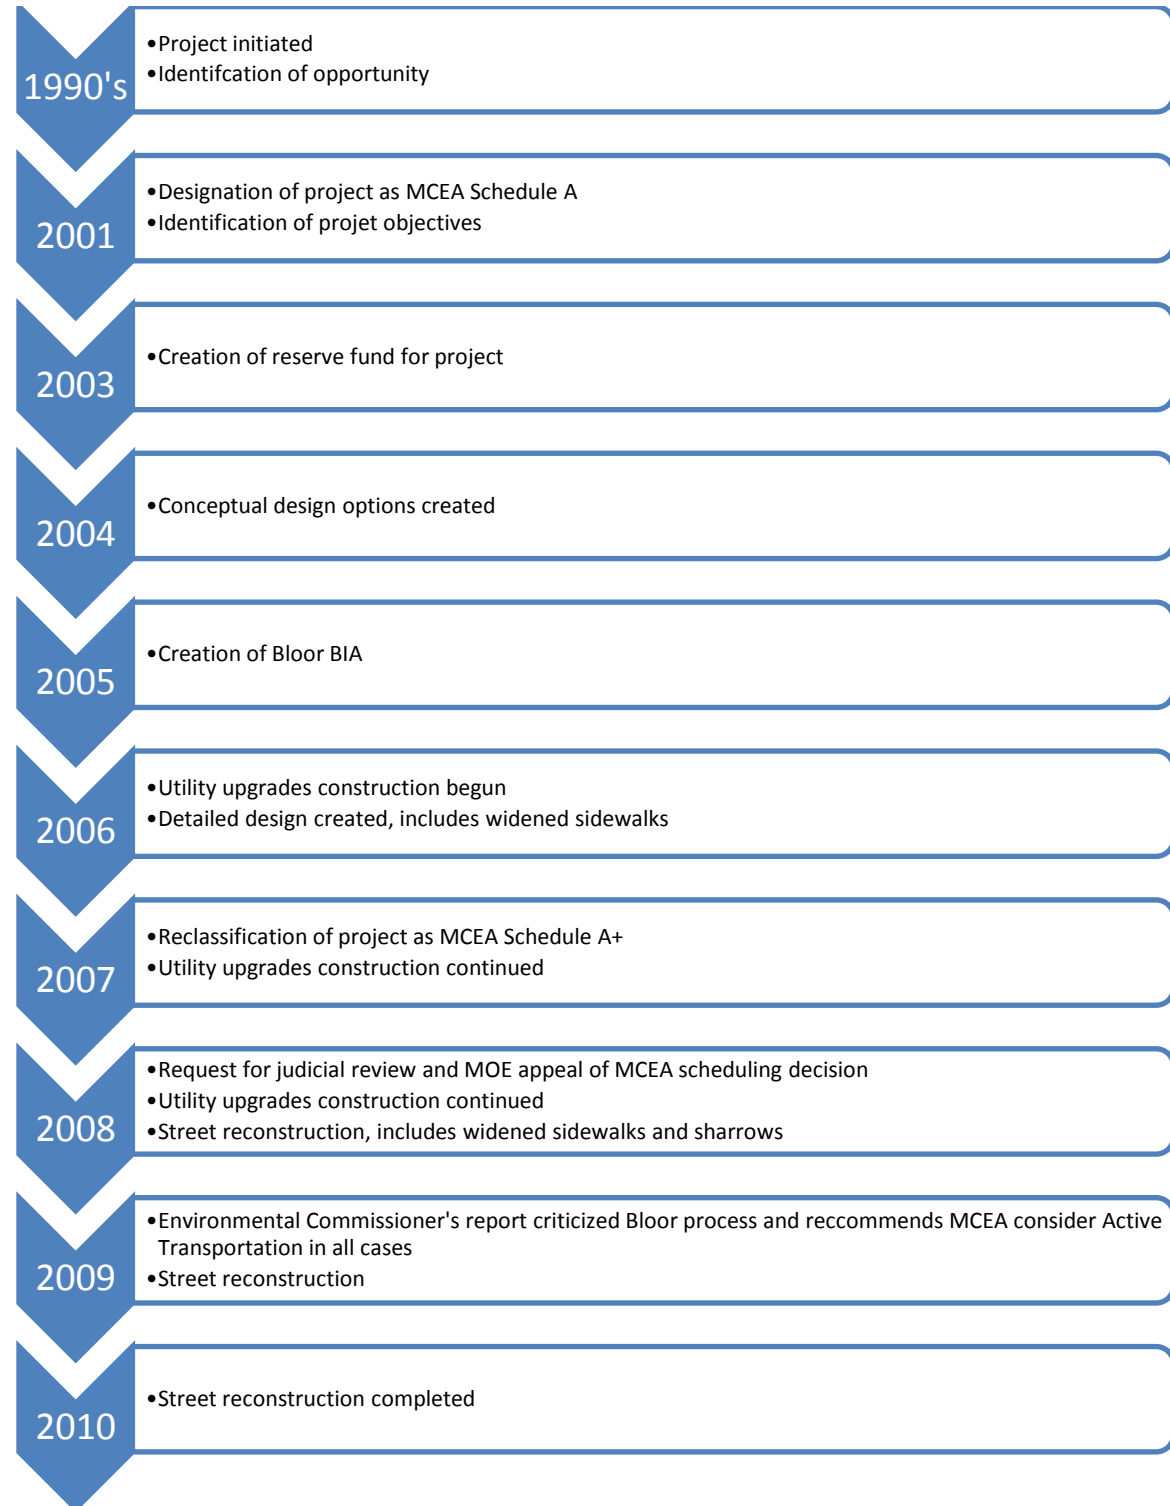 1990's
•Project initiated
•Identifcation of opportunity
2001
•Designation of project as MCEA Schedule A
•Identification of projet objectives
2003
•Creation of reserve fund for project
2004
•Conceptual design options created
2005
•Creation of Bloor BIA
2006
•Utility upgrades construction begun
•Detailed design created, includes widened sidewalks
2007
•Reclassification of project as MCEA Schedule A+
•Utility upgrades construction continued
2008
•Request for judicial review and MOE appeal of MCEA scheduling decision
•Utility upgrades construction continued
•Street reconstruction, includes widened sidewalks and sharrows
2009
•Environmental Commissioner's report criticized Bloor process and reccommends MCEA consider Active
Transportation in all cases
•Street reconstruction
2010
•Street reconstruction completed